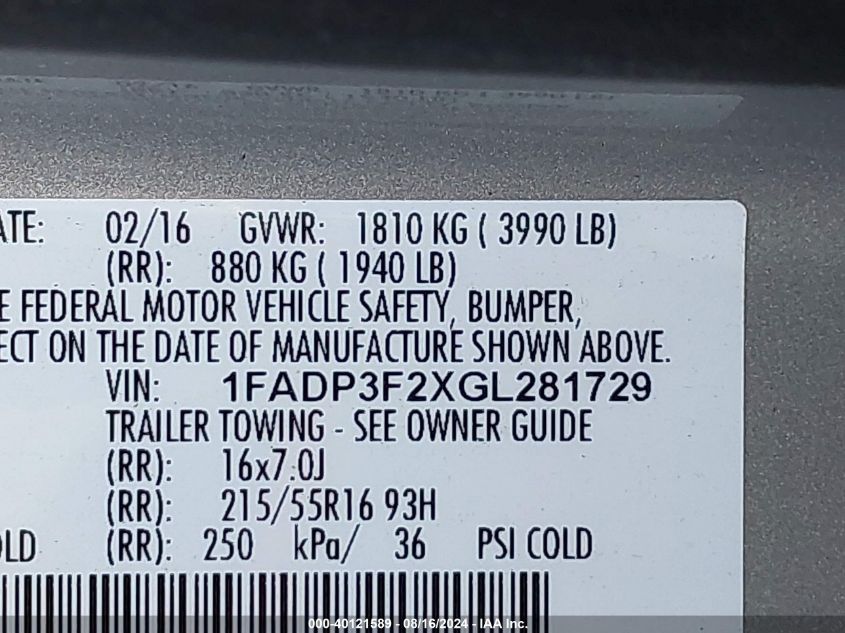 ATE: 02/16 GVWR: 1810 KG ( 3990 LB)
(RR): 880 KG ( 1940 LB)
E FEDERAL MOTOR VEHICLE SAFETY, BUMPER,
ECT ON THE DATE OF MANUFACTURE SHOWN ABOVE.
VIN: 1FADP3F2XGL281729
TRAILER TOWING - SEE OWNER GUIDE
(RR): 16x7.0J
(RR): 215/55R16 93H
OLD (RR): 250 kPa/ 36 PSI COLD
000-40121589 - 08/16/2024 - IAA Inc.